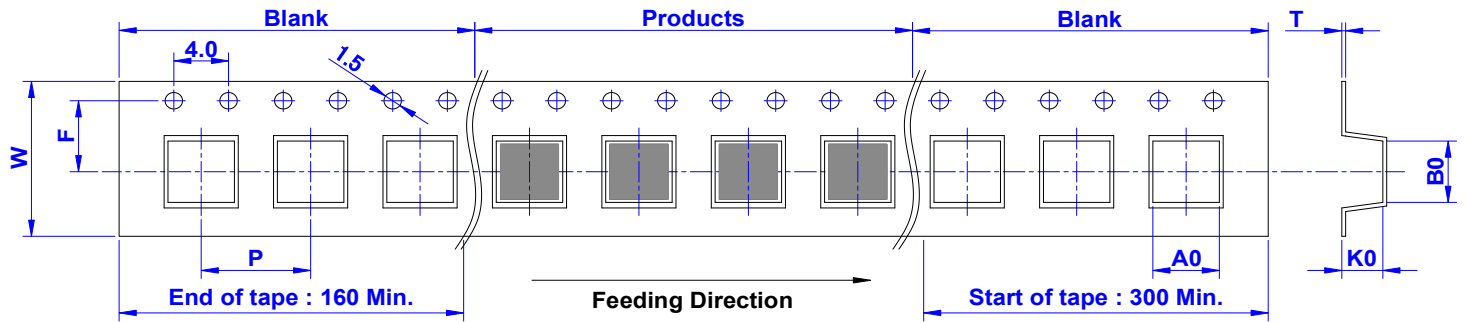 Blank
Products
Blank
T
4.0
1.5
F
W
B0
P
A0
K0
End of tape : 160 Min.
Feeding Direction
Start of tape : 300 Min.